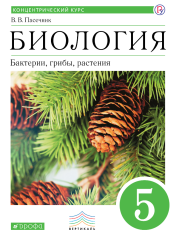 КОНЦЕНТРИЧЕСКИЙ КУРС
В. В. Пасечник
БИОЛОГИЯ
Бактерии, грибы, растения
5
дрофа
ВЕРТИКАЛЬ